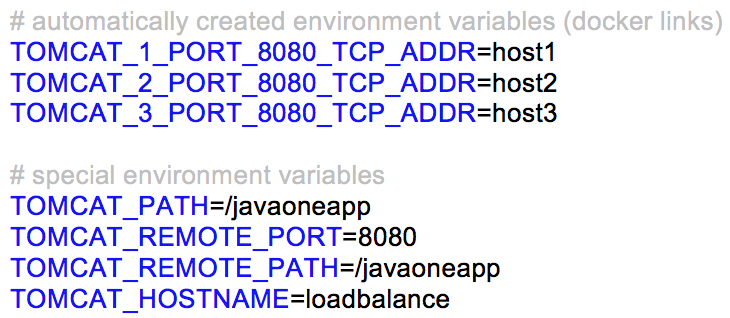 # automatically created environment variables (docker links)
TOMCAT_1_PORT_8080_TCP_ADDR=host1
TOMCAT_2_PORT_8080_TCP_ADDR=host2
TOMCAT_3_PORT_8080_TCP_ADDR=host3
# special environment variables
TOMCAT_PATH=/javaoneapp
TOMCAT_REMOTE_PORT=8080
TOMCAT_REMOTE_PATH=/javaoneapp
TOMCAT_HOSTNAME=loadbalance